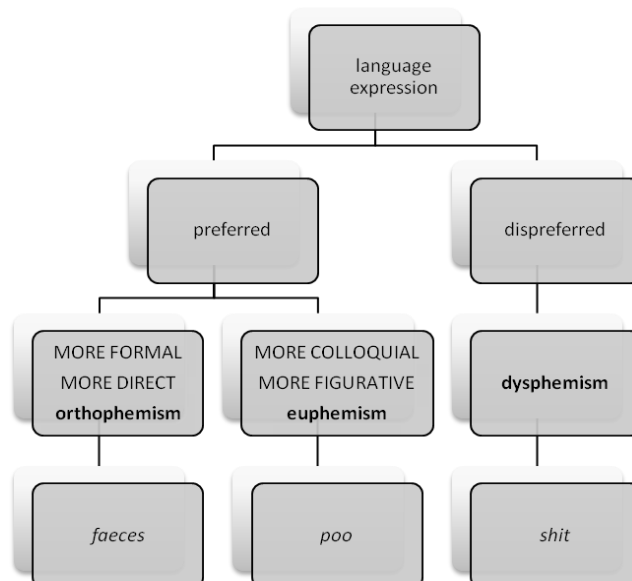 language
expression
preferred
dispreferred
MORE FORMAL
MORE DIRECT
orthophemism
MORE COLLOQUIAL
MORE FIGURATIVE
euphemism
dysphemism
faeces
poo
shit